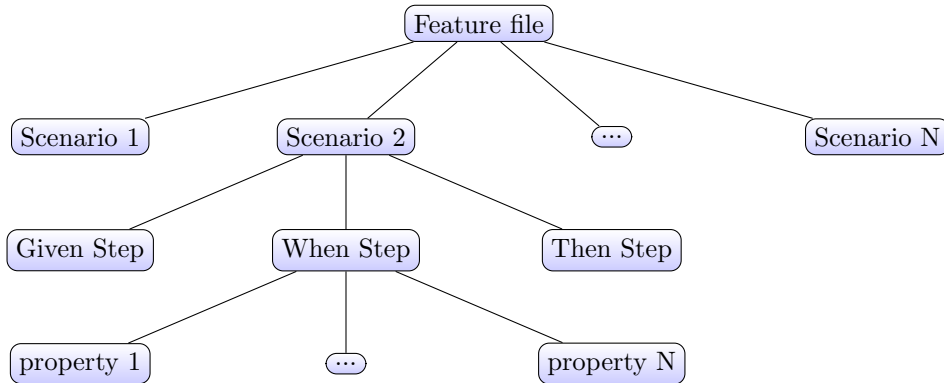 Feature file
Scenario 1
Scenario 2
...
Scenario N
Given Step
When Step
Then Step
property 1
...
property N